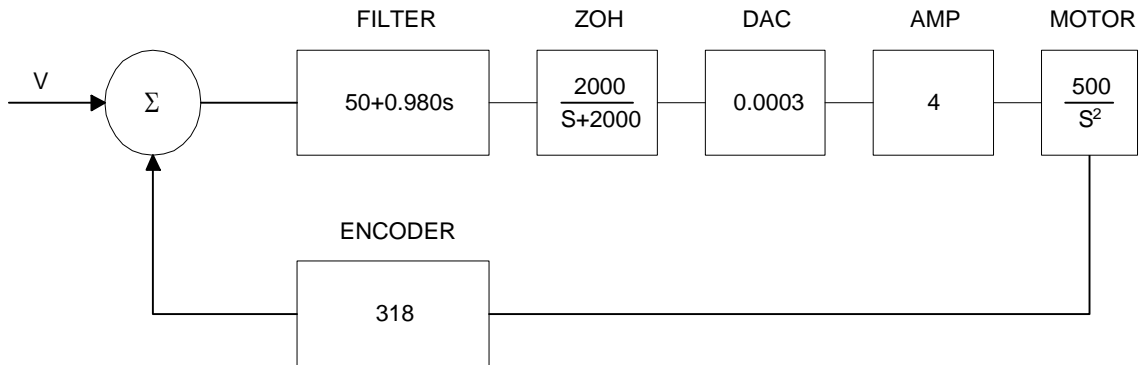 FILTER ZOH DAC AMP MOTOR
V
Σ
50+0.980s
2000
S+2000
0.0003
4
500
S²
ENCODER
318